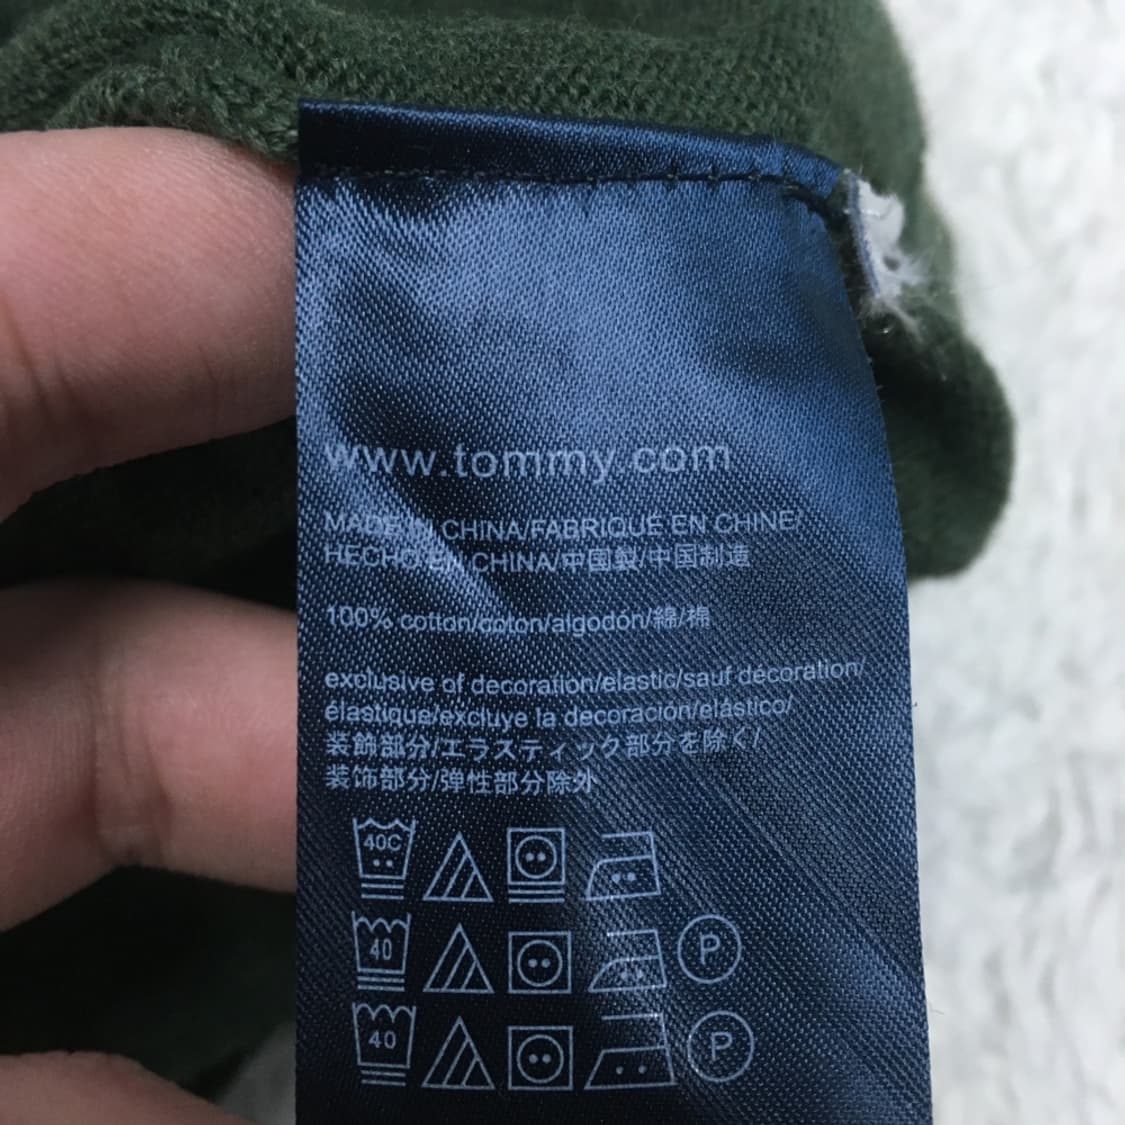 www.tommy.com
MADE IN CHINA/FABRIQUÉ EN CHINE/
HECHO EN CHINA/中国製/中国制造
100% cotton/coton/algodón/綿/棉
exclusive of decoration/elastic/sauf décoration/
élastique/excluye la decoración/elástico/
装飾部分/エラスティック部分を除く/
装饰部分/弹性部分除外
40C
40 P
40 P